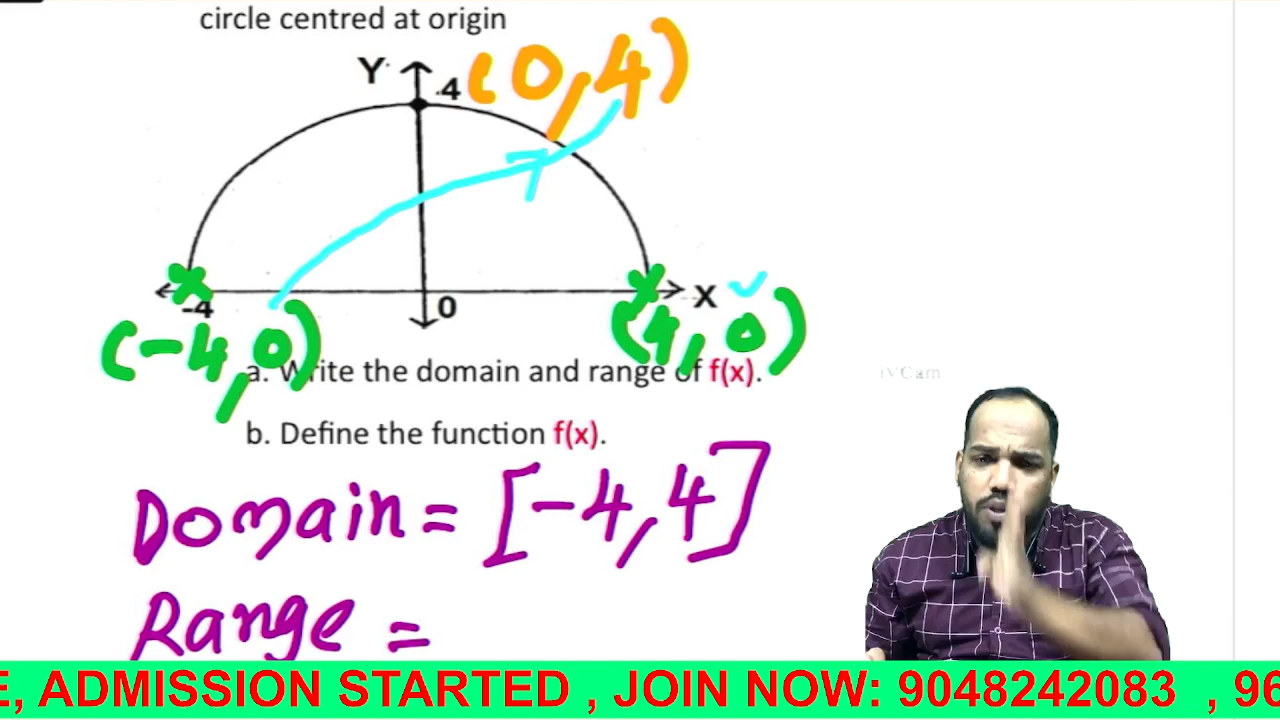 circle centred at origin
Y
.4 (0,4)
-4 0 X
(-4,0) (4,0)
a. Write the domain and range of f(x).
iVCam
b. Define the function f(x).
Domain = [-4,4]
Range =
E, ADMISSION STARTED , JOIN NOW: 9048242083 , 96